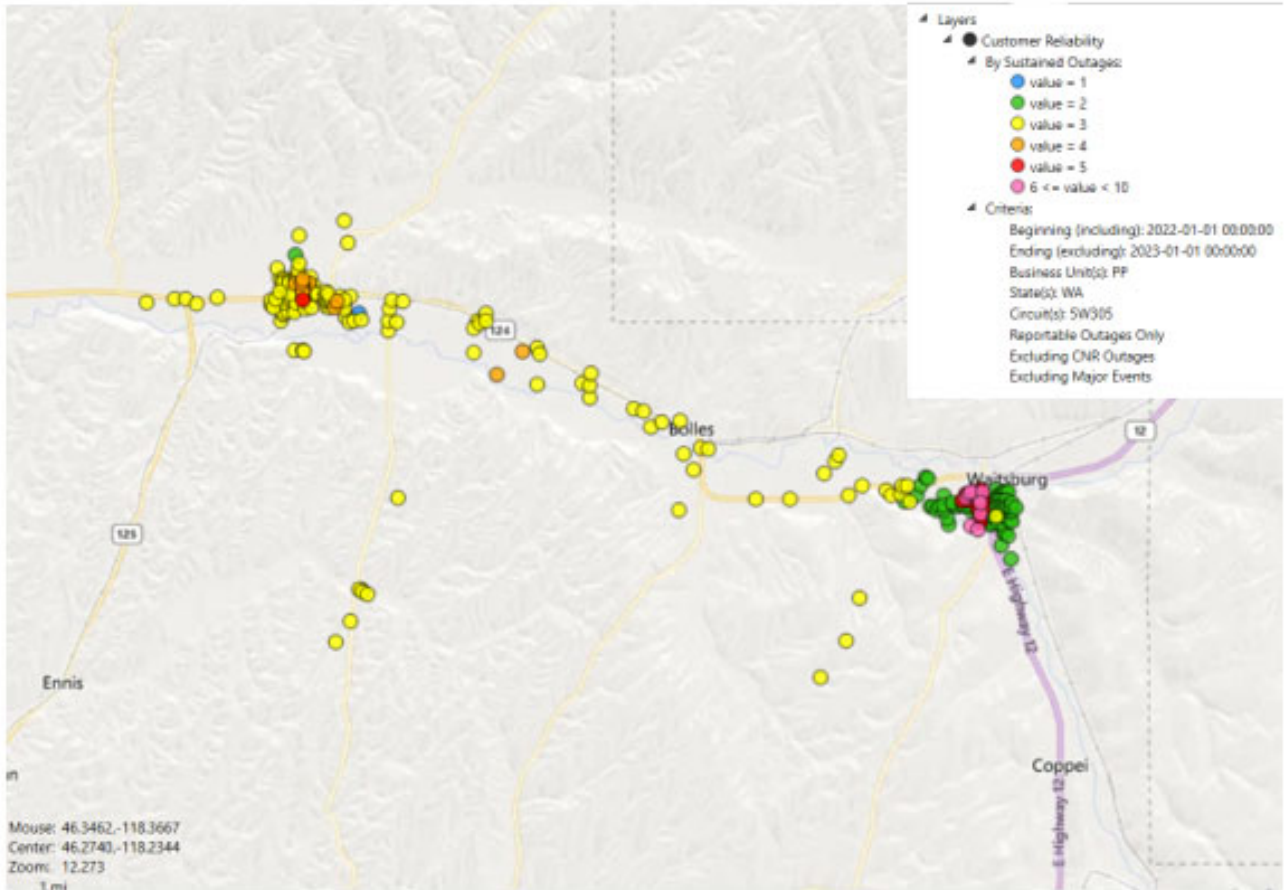 Layers
Customer Reliability
By Sustained Outages:
value = 1
value = 2
value = 3
value = 4
value = 5
6 <= value < 10
Criteria:
Beginning (including): 2022-01-01 00:00:00
Ending (excluding): 2023-01-01 00:00:00
Business Unit(s): PP
State(s): WA
Circuit(s): 5W305
Reportable Outages Only
Excluding CNR Outages
Excluding Major Events
124
Bolles
12
Waitsburg
125
E Highway 12
Ennis
Coppei
n
E Highway 12
Mouse: 46.3462,-118.3667
Center: 46.2740,-118.2344
Zoom: 12.273
1 mi